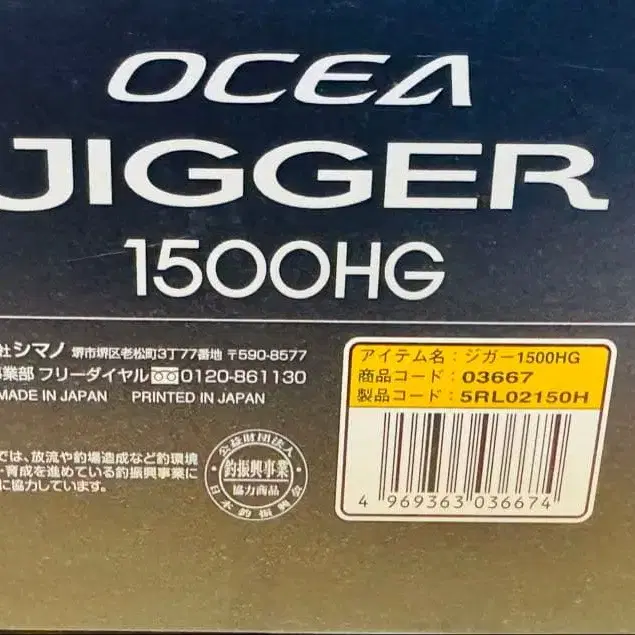 OCEA
JIGGER
1500HG
社シマノ 堺市堺区老松町3丁77番地 〒590-8577
事業部 フリーダイヤル 0120-861130
MADE IN JAPAN PRINTED IN JAPAN
では、放流や釣場造成など釣環境
・育成を進めている釣振興事業に
に協力しています。
公益財団法人
釣振興事業
協力商品
日本釣振興会
アイテム名：ジガー1500HG
商品コード：03667
製品コード：5RL02150H
4 969363 036674